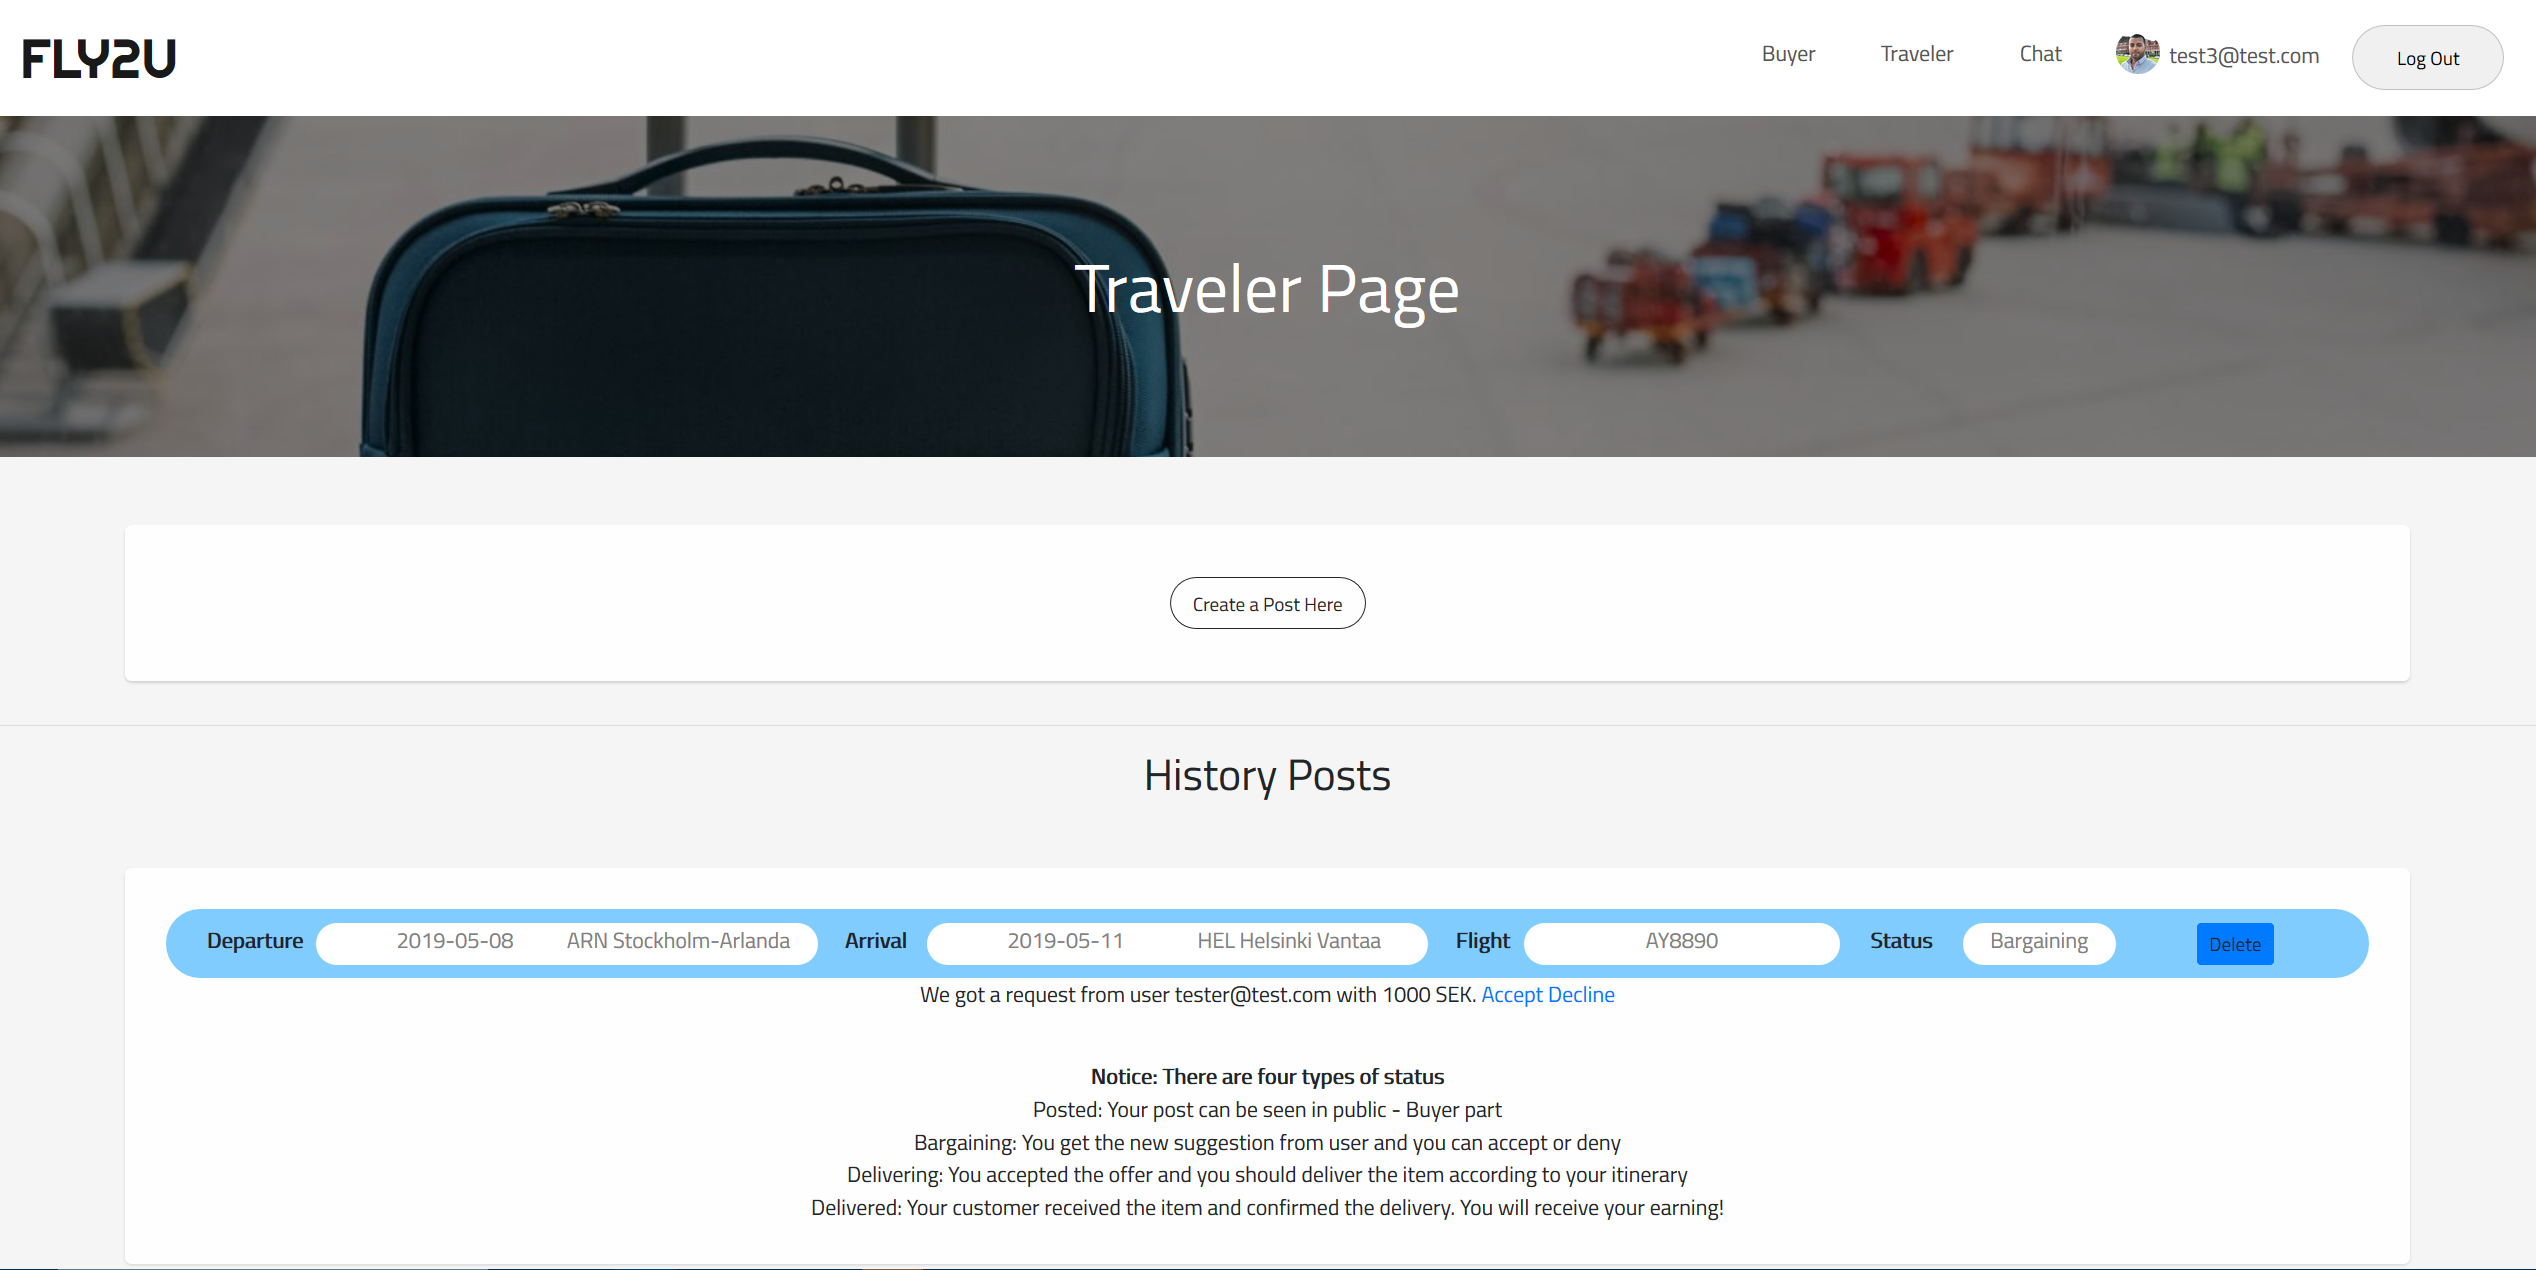 FLY2U
Buyer Traveler Chat test3@test.com Log Out
Traveler Page
Create a Post Here
History Posts
Departure 2019-05-08 ARN Stockholm-Arlanda Arrival 2019-05-11 HEL Helsinki Vantaa Flight AY8890 Status Bargaining Delete
We got a request from user tester@test.com with 1000 SEK. Accept Decline
Notice: There are four types of status
Posted: Your post can be seen in public - Buyer part
Bargaining: You get the new suggestion from user and you can accept or deny
Delivering: You accepted the offer and you should deliver the item according to your itinerary
Delivered: Your customer received the item and confirmed the delivery. You will receive your earning!